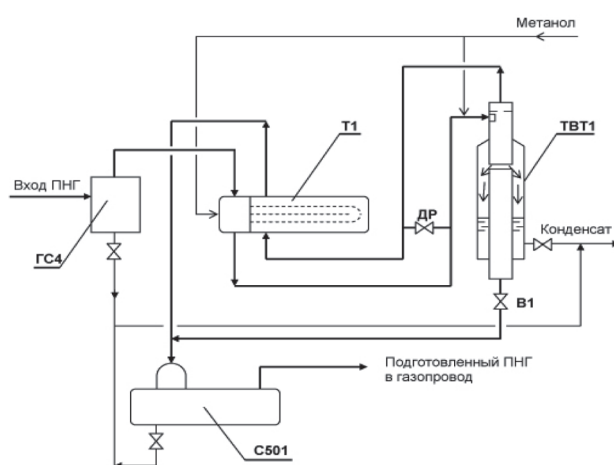 Метанол
Т1
ТВТ1
Вход ПНГ
ДР
Конденсат
ГС4
В1
Подготовленный ПНГ
в газопровод
С501